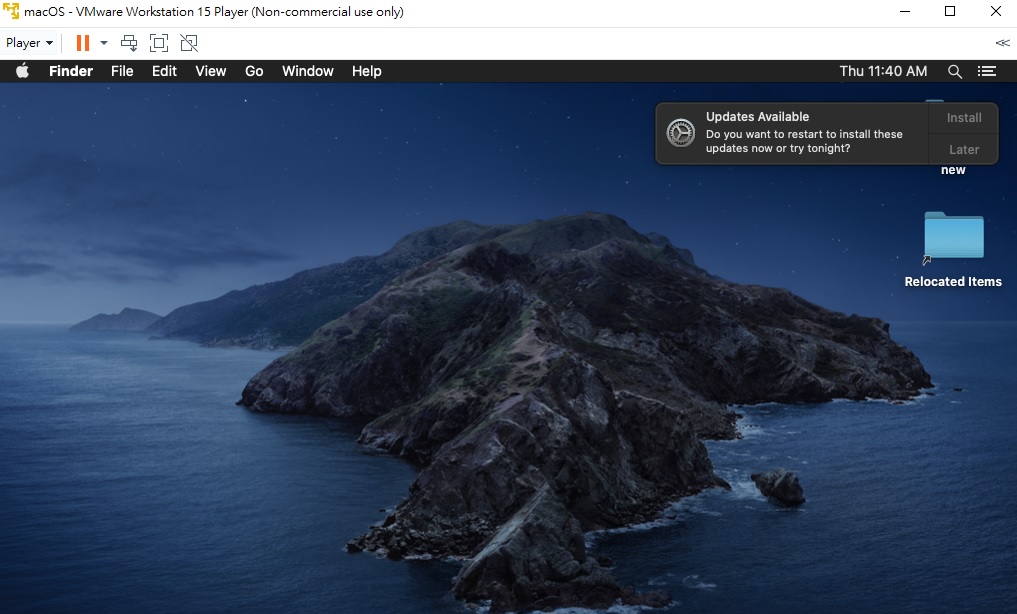 macOS - VMware Workstation 15 Player (Non-commercial use only)
Player
Finder File Edit View Go Window Help Thu 11:40 AM
Updates Available
Do you want to restart to install these
updates now or try tonight?
Install
Later
new
Relocated Items